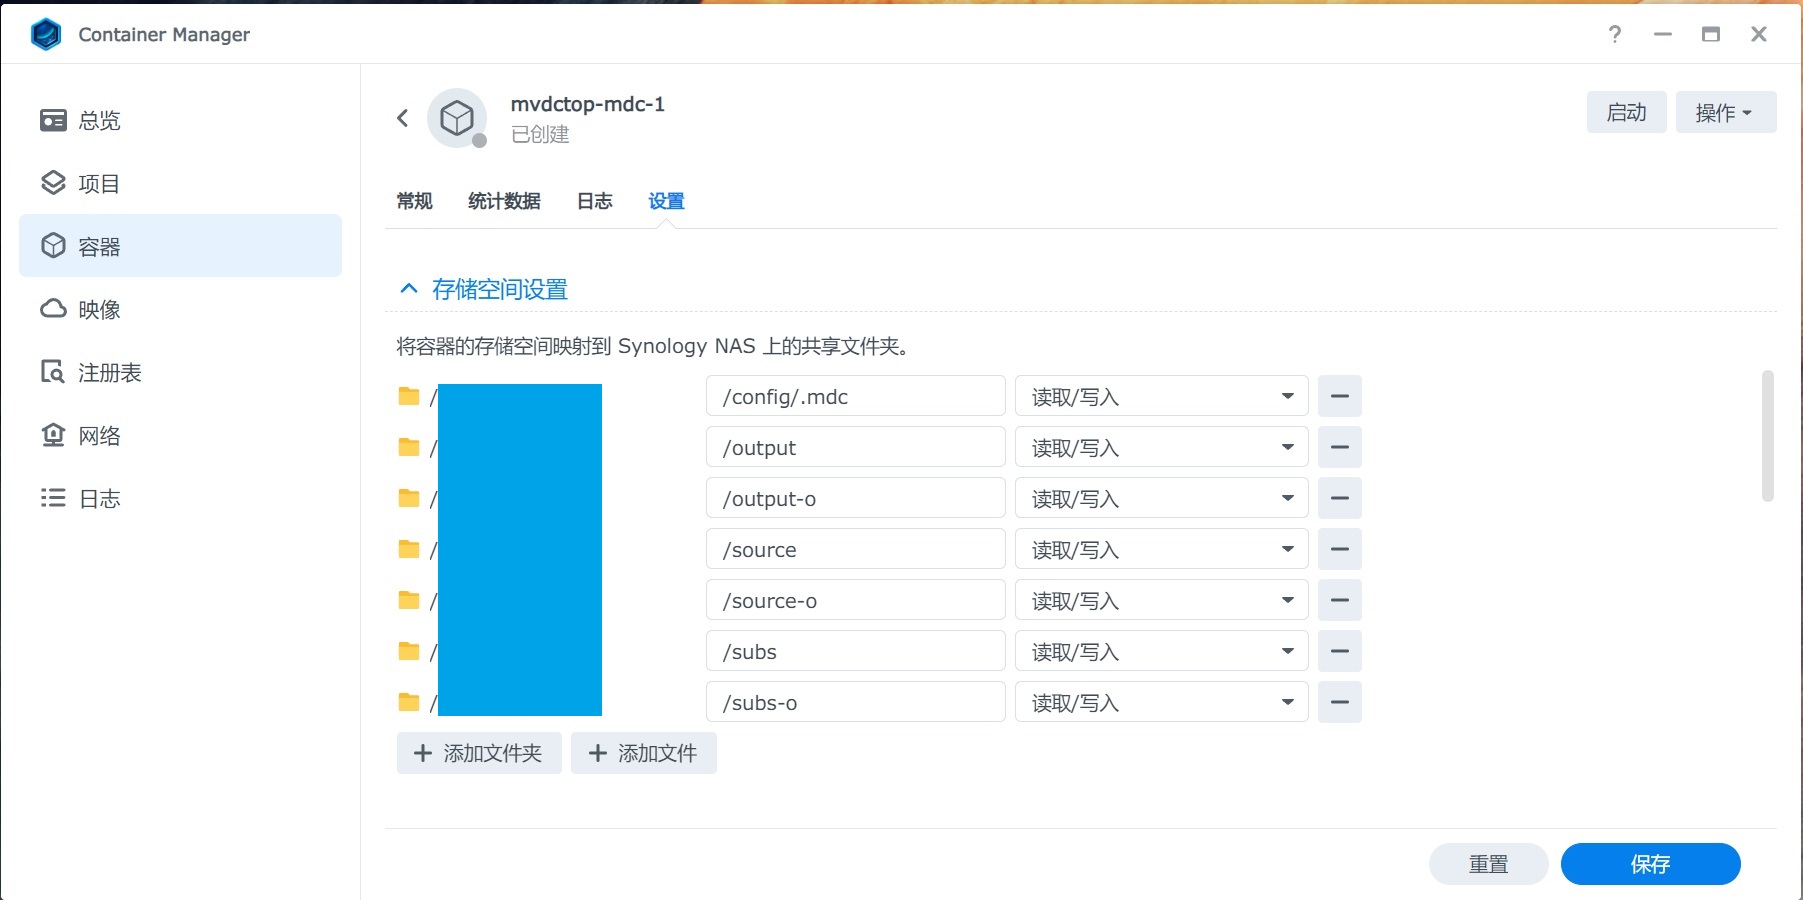 Container Manager
总览
项目
容器
映像
注册表
网络
日志
mvdctop-mdc-1
已创建
启动
操作
常规 统计数据 日志 设置
存储空间设置
将容器的存储空间映射到 Synology NAS 上的共享文件夹。
/ /config/.mdc 读取/写入
/ /output 读取/写入
/ /output-o 读取/写入
/ /source 读取/写入
/ /source-o 读取/写入
/ /subs 读取/写入
/ /subs-o 读取/写入
添加文件夹 添加文件
重置 保存